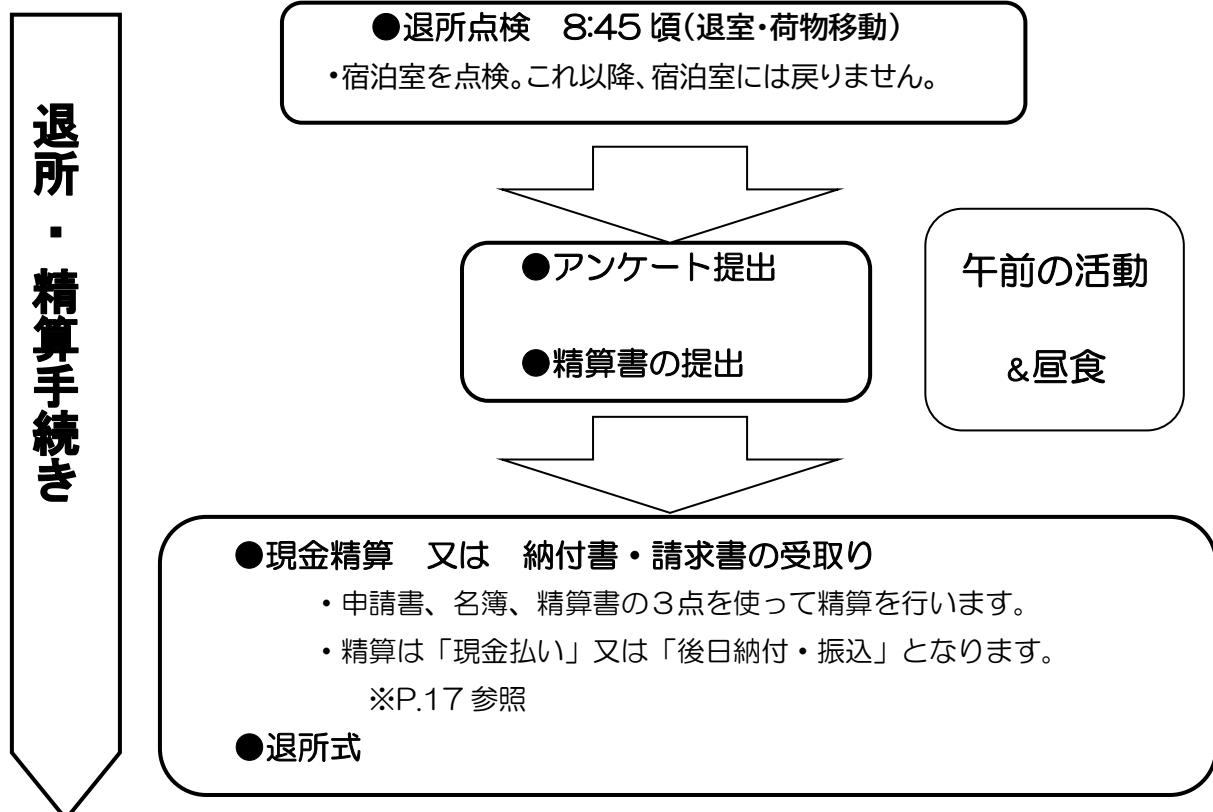 退所・精算手続き
●退所点検　8:45頃(退室・荷物移動)
・宿泊室を点検。これ以降、宿泊室には戻りません。
●アンケート提出
●精算書の提出
午前の活動
&昼食
●現金精算　又は　納付書・請求書の受取り
・申請書、名簿、精算書の３点を使って精算を行います。
・精算は「現金払い」又は「後日納付・振込」となります。
※P.17 参照
●退所式